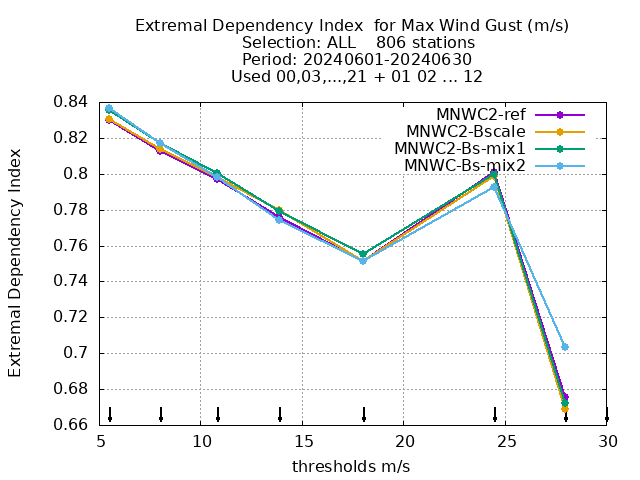 Extremal Dependency Index  for Max Wind Gust (m/s)
Selection: ALL    806 stations
Period: 20240601-20240630
Used 00,03,...,21 + 01 02 ... 12
MNWC2-ref
MNWC2-Bscale
MNWC2-Bs-mix1
MNWC-Bs-mix2
Extremal Dependency Index
0.84
0.82
0.8
0.78
0.76
0.74
0.72
0.7
0.68
0.66
5 10 15 20 25 30
thresholds m/s